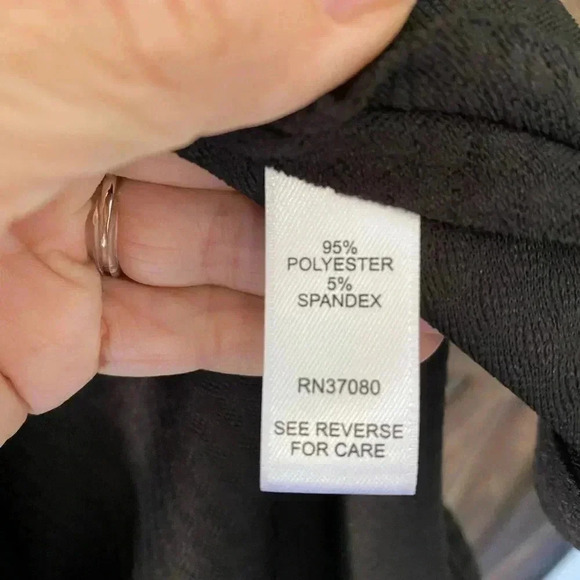 95%
POLYESTER
5%
SPANDEX
RN37080
SEE REVERSE
FOR CARE